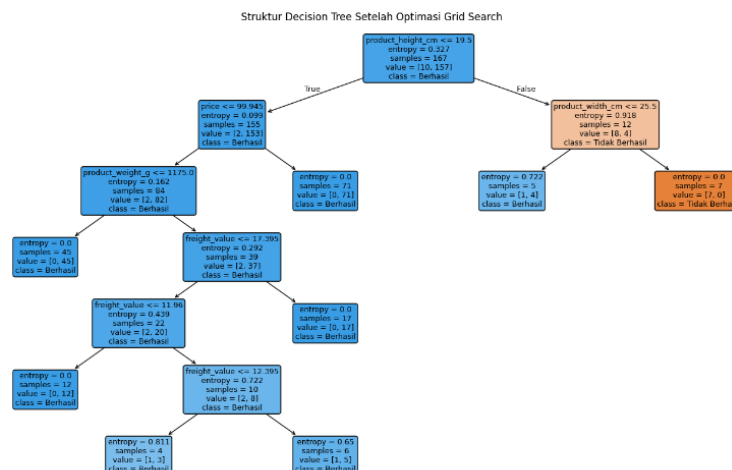 Struktur Decision Tree Setelah Optimasi Grid Search
product_height_cm <= 19.5
entropy = 0.327
samples = 167
value = [10, 157]
class = Berhasil
True
False
price <= 99.945
entropy = 0.099
samples = 155
value = [2, 153]
class = Berhasil
product_width_cm <= 25.5
entropy = 0.918
samples = 12
value = [8, 4]
class = Tidak Berhasil
product_weight_g <= 1175.0
entropy = 0.162
samples = 84
value = [2, 82]
class = Berhasil
entropy = 0.0
samples = 71
value = [0, 71]
class = Berhasil
entropy = 0.722
samples = 5
value = [1, 4]
class = Berhasil
entropy = 0.0
samples = 7
value = [7, 0]
class = Tidak Berha
entropy = 0.0
samples = 45
value = [0, 45]
class = Berhasil
freight_value <= 17.395
entropy = 0.292
samples = 39
value = [2, 37]
class = Berhasil
freight_value <= 11.96
entropy = 0.439
samples = 22
value = [2, 20]
class = Berhasil
entropy = 0.0
samples = 17
value = [0, 17]
class = Berhasil
entropy = 0.0
samples = 12
value = [0, 12]
class = Berhasil
freight_value <= 12.395
entropy = 0.722
samples = 10
value = [2, 8]
class = Berhasil
entropy = 0.811
samples = 4
value = [1, 3]
class = Berhasil
entropy = 0.65
samples = 6
value = [1, 5]
class = Berhasil